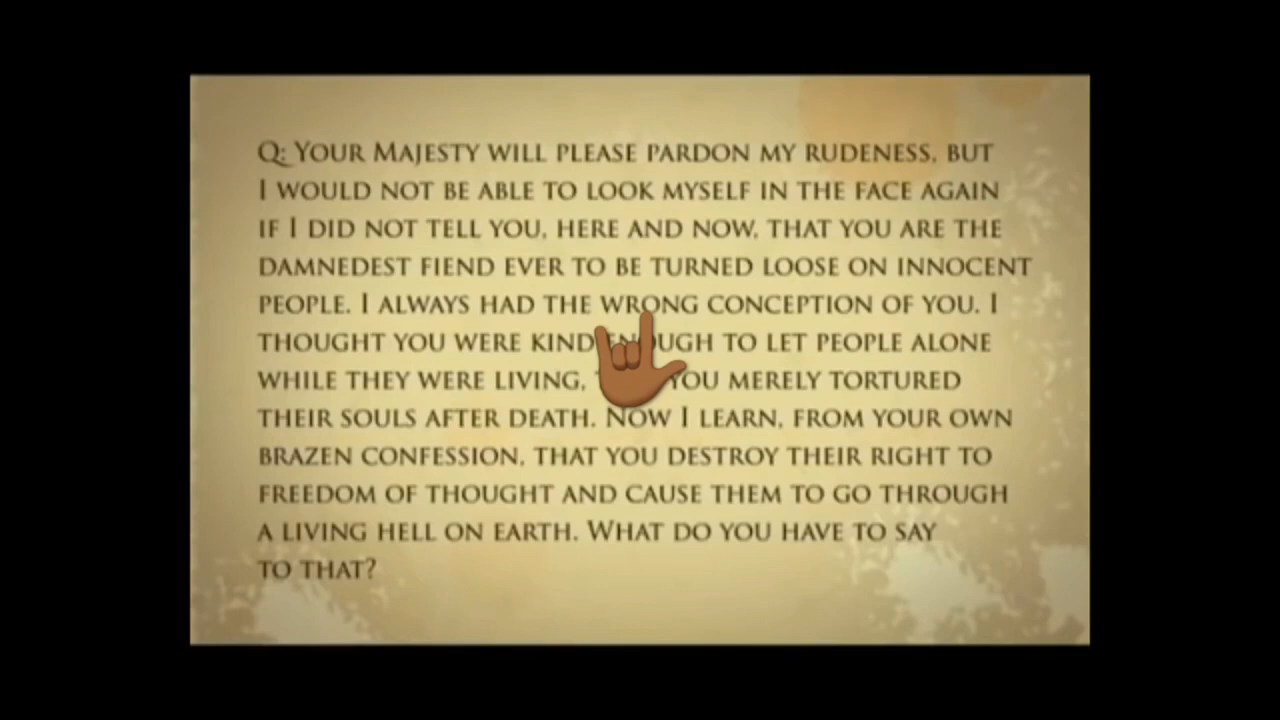 Q: Your Majesty will please pardon my rudeness, but
I would not be able to look myself in the face again
if I did not tell you, here and now, that you are the
damnedest fiend ever to be turned loose on innocent
people. I always had the wrong conception of you. I
thought you were kind enough to let people alone
while they were living, you merely tortured
their souls after death. Now I learn, from your own
brazen confession, that you destroy their right to
freedom of thought and cause them to go through
a living hell on earth. What do you have to say
to that?